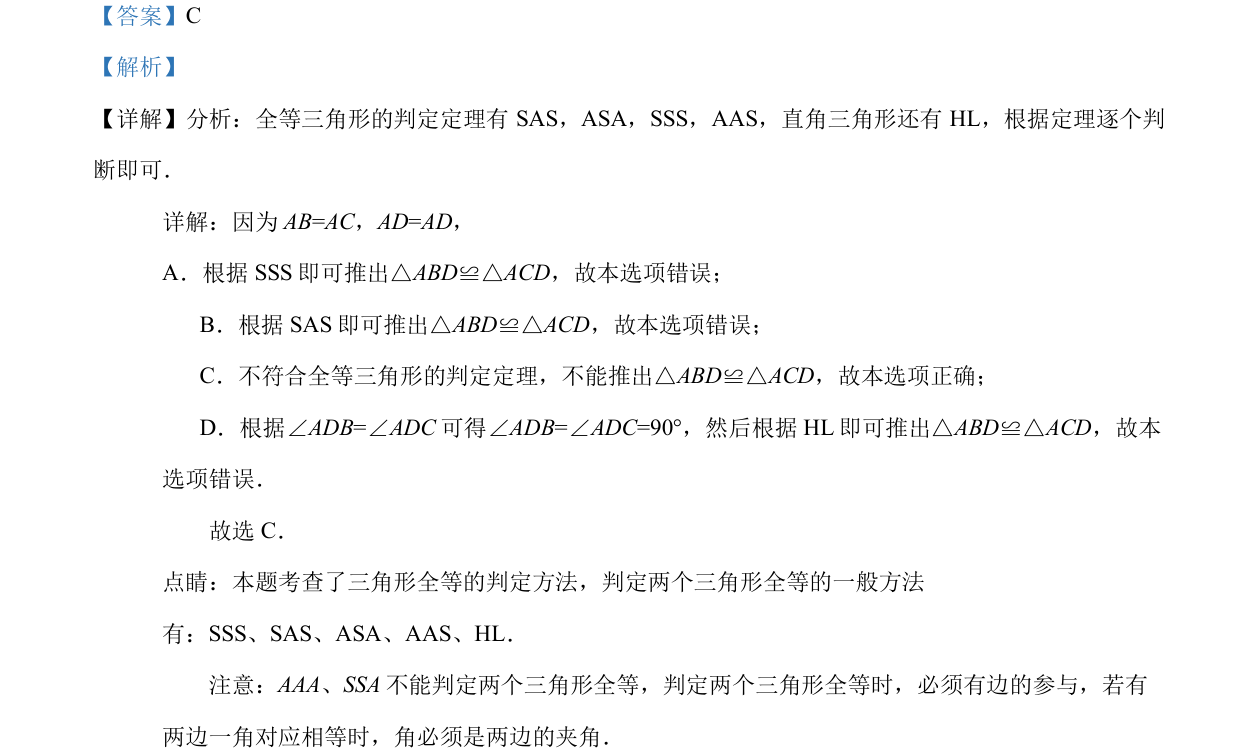 【答案】C
【解析】
【详解】分析：全等三角形的判定定理有 SAS，ASA，SSS，AAS，直角三角形还有 HL，根据定理逐个判
断即可．
详解：因为 AB=AC，AD=AD，
A．根据 SSS 即可推出△ABD≌△ACD，故本选项错误；
B．根据 SAS 即可推出△ABD≌△ACD，故本选项错误；
C．不符合全等三角形的判定定理，不能推出△ABD≌△ACD，故本选项正确；
D．根据∠ADB=∠ADC 可得∠ADB=∠ADC=90°，然后根据 HL 即可推出△ABD≌△ACD，故本
选项错误．
故选 C．
点睛：本题考查了三角形全等的判定方法，判定两个三角形全等的一般方法
有：SSS、SAS、ASA、AAS、HL．
注意：AAA、SSA 不能判定两个三角形全等，判定两个三角形全等时，必须有边的参与，若有
两边一角对应相等时，角必须是两边的夹角．